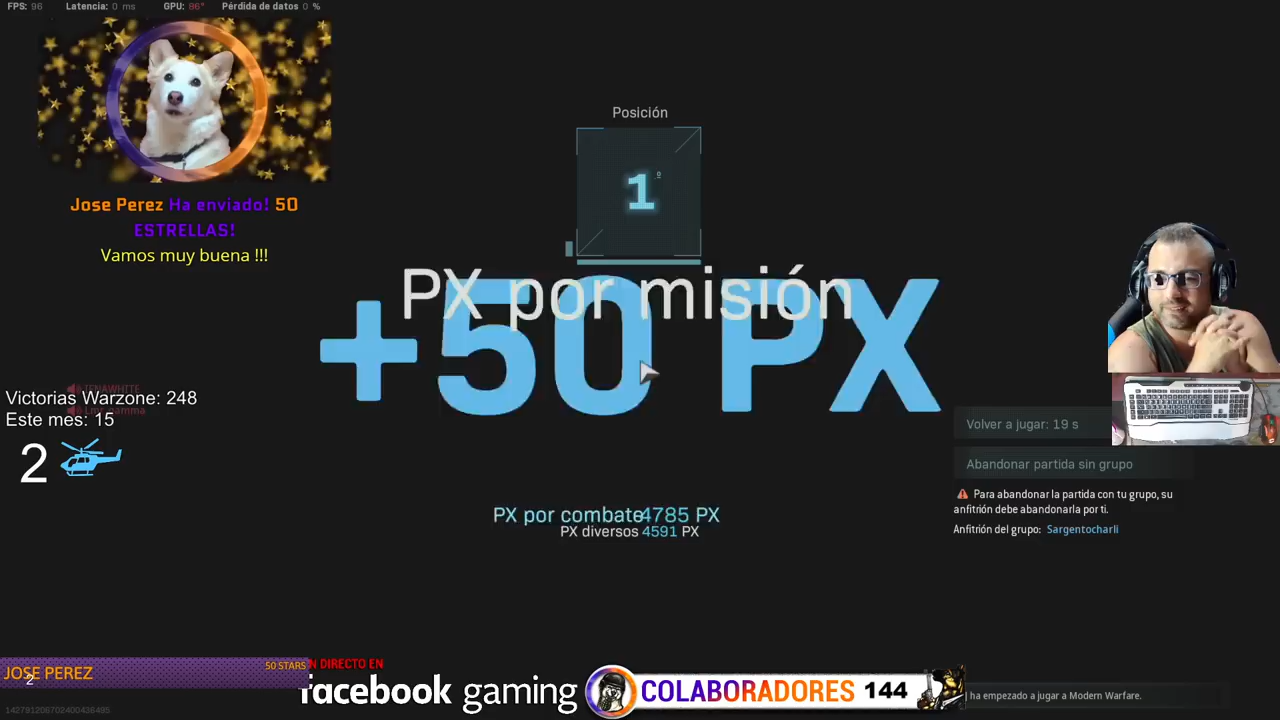 FPS: 96 Latencia: 0 ms GPU: 86° Pérdida de datos 0 %
Jose Perez Ha enviado! 50
ESTRELLAS!
Vamos muy buena !!!
Posición
1º
PX por misión
+50 PX
Victorias Warzone: 248
Este mes: 15
2
Volver a jugar: 19 s
Abandonar partida sin grupo
Para abandonar la partida con tu grupo, su
anfitrión debe abandonarla por ti.
Anfitrión del grupo: Sargentocharli
PX por combate 4785 PX
PX diversos 4591 PX
JOSE PEREZ
50 STARS
2
N DIRECTO EN
facebook gaming
COLABORADORES 144
ha empezado a jugar a Modern Warfare.